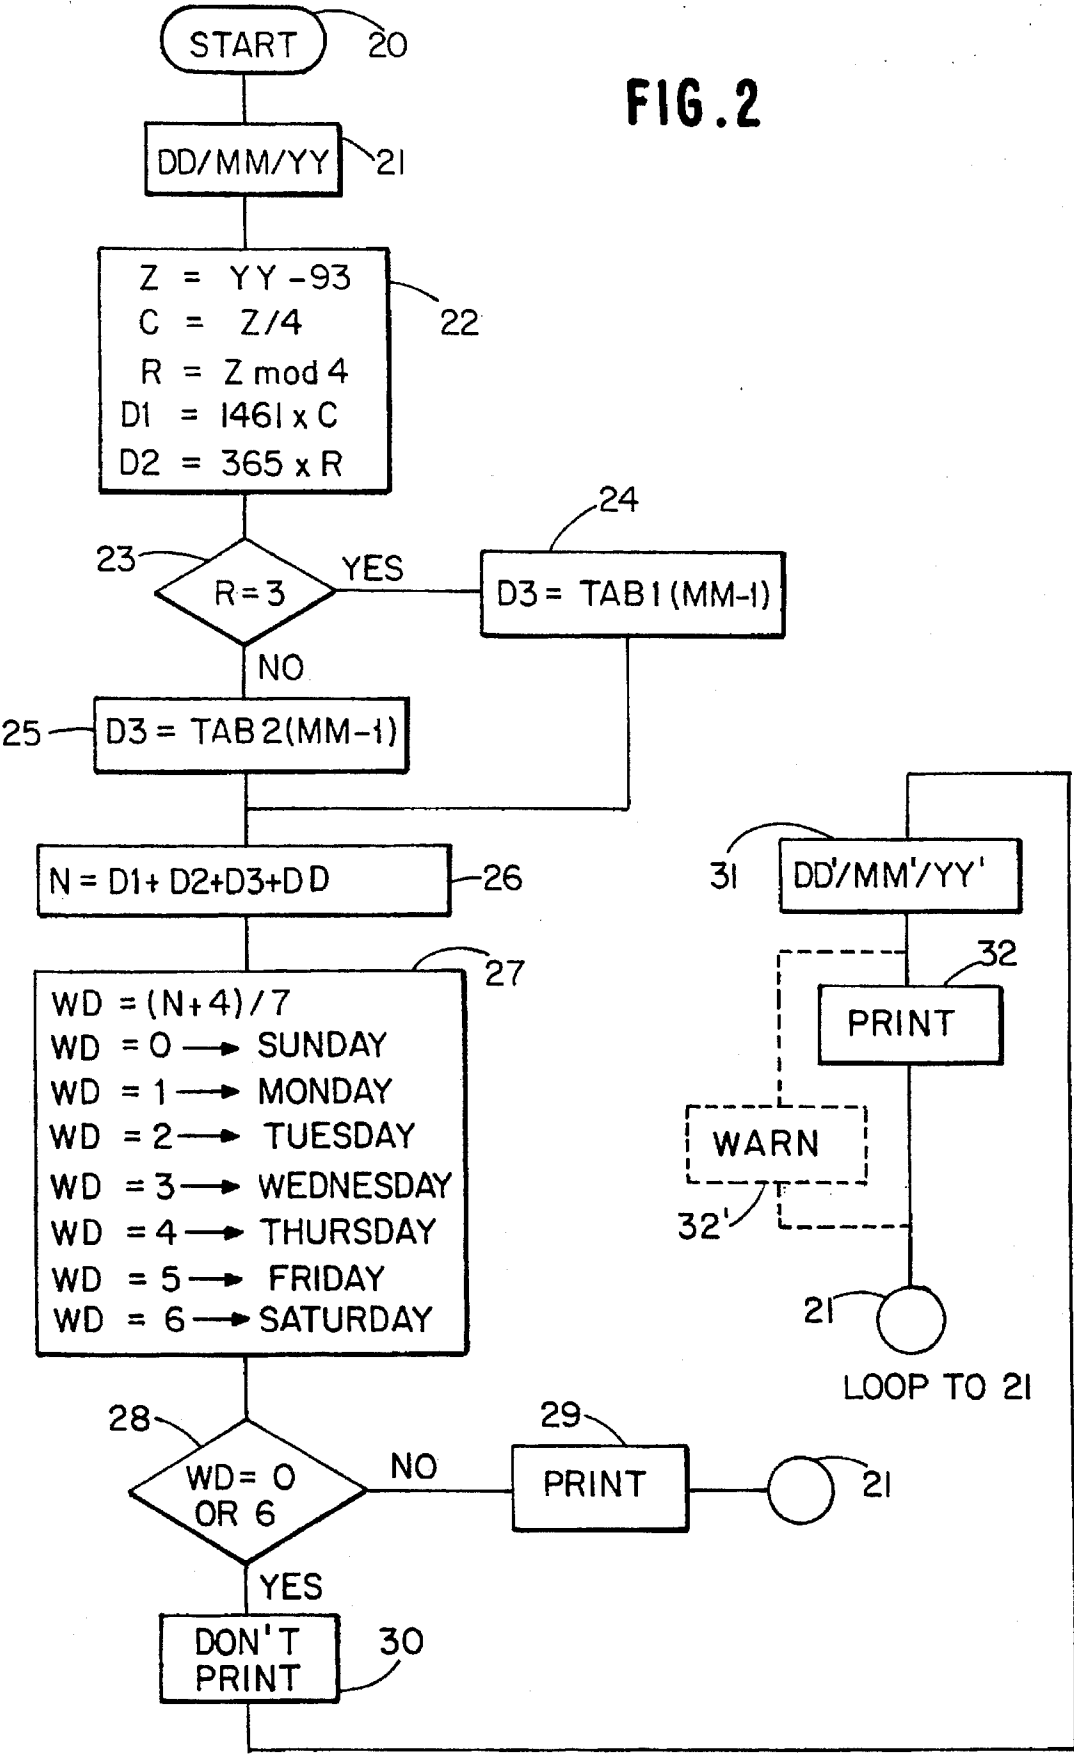 START
20
FIG.2
DD/MM/YY
21
Z = YY-93
C = Z/4
R = Z mod 4
D1 = 1461 x C
D2 = 365 x R
22
24
23
R=3
YES
D3 = TAB1(MM-1)
NO
25
D3 = TAB2(MM-1)
31
DD'/MM'/YY'
N = D1+ D2+D3+DD
26
27
32
PRINT
WD =(N+4)/7
WD = 0 → SUNDAY
WD = 1 → MONDAY
WD = 2 → TUESDAY
WD = 3 → WEDNESDAY
WD = 4 → THURSDAY
WD = 5 → FRIDAY
WD = 6 → SATURDAY
WARN
32'
21
LOOP TO 21
28
WD= 0
OR 6
NO
29
PRINT
21
YES
DON'T
PRINT
30